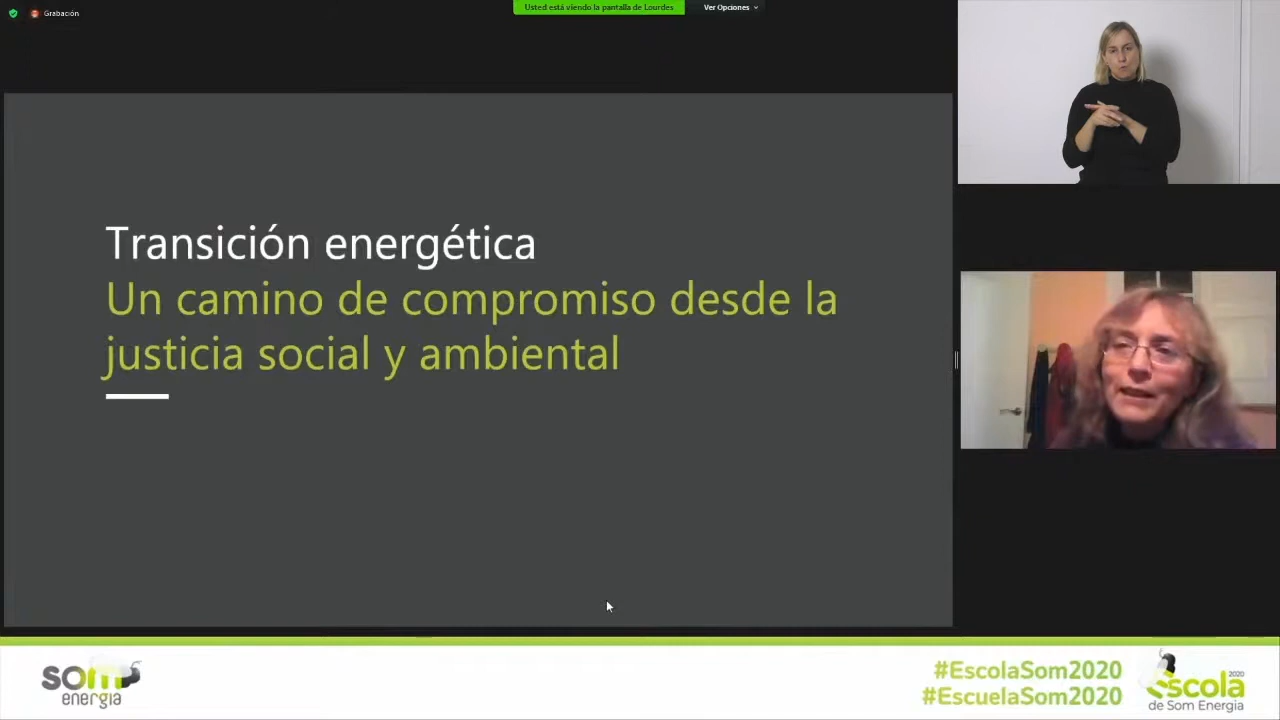 Grabación
Usted está viendo la pantalla de Lourdes
Ver Opciones
Transición energética
Un camino de compromiso desde la
justicia social y ambiental
som
energia
#EscolaSom2020
#EscuelaSom2020
2020
escola
de Som Energia